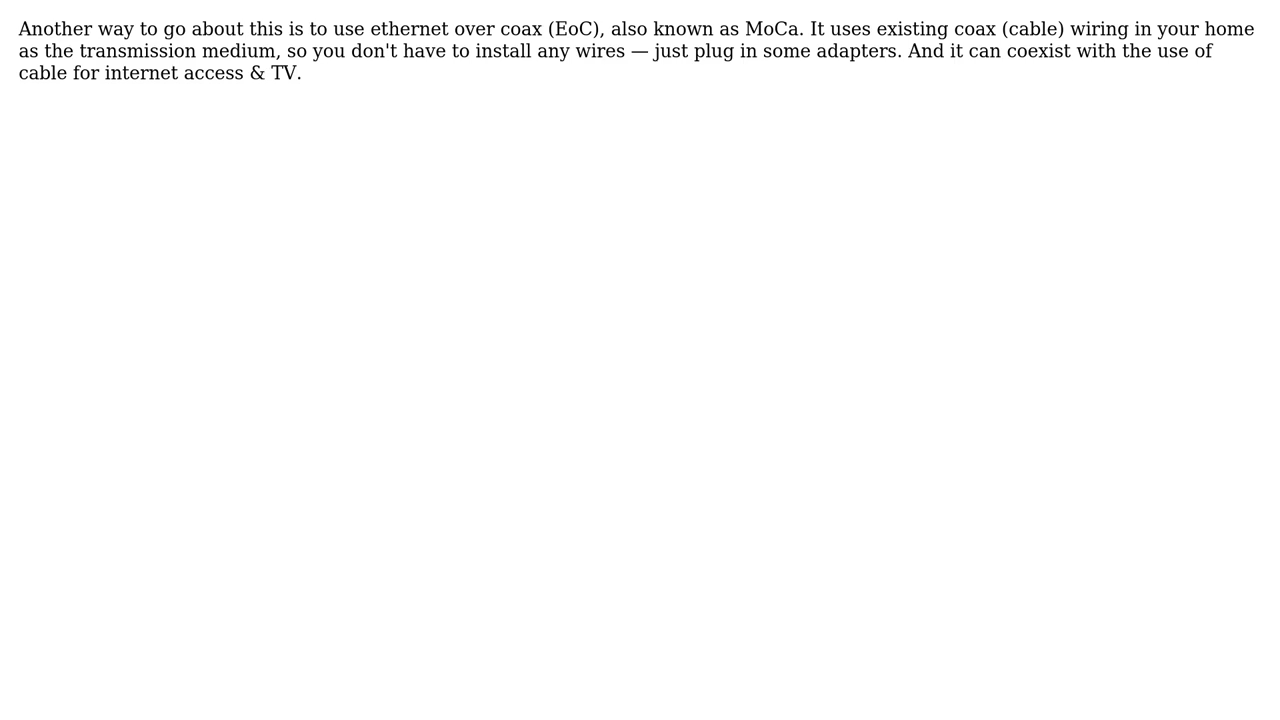 Another way to go about this is to use ethernet over coax (EoC), also known as MoCa. It uses existing coax (cable) wiring in your home
as the transmission medium, so you don't have to install any wires — just plug in some adapters. And it can coexist with the use of
cable for internet access & TV.